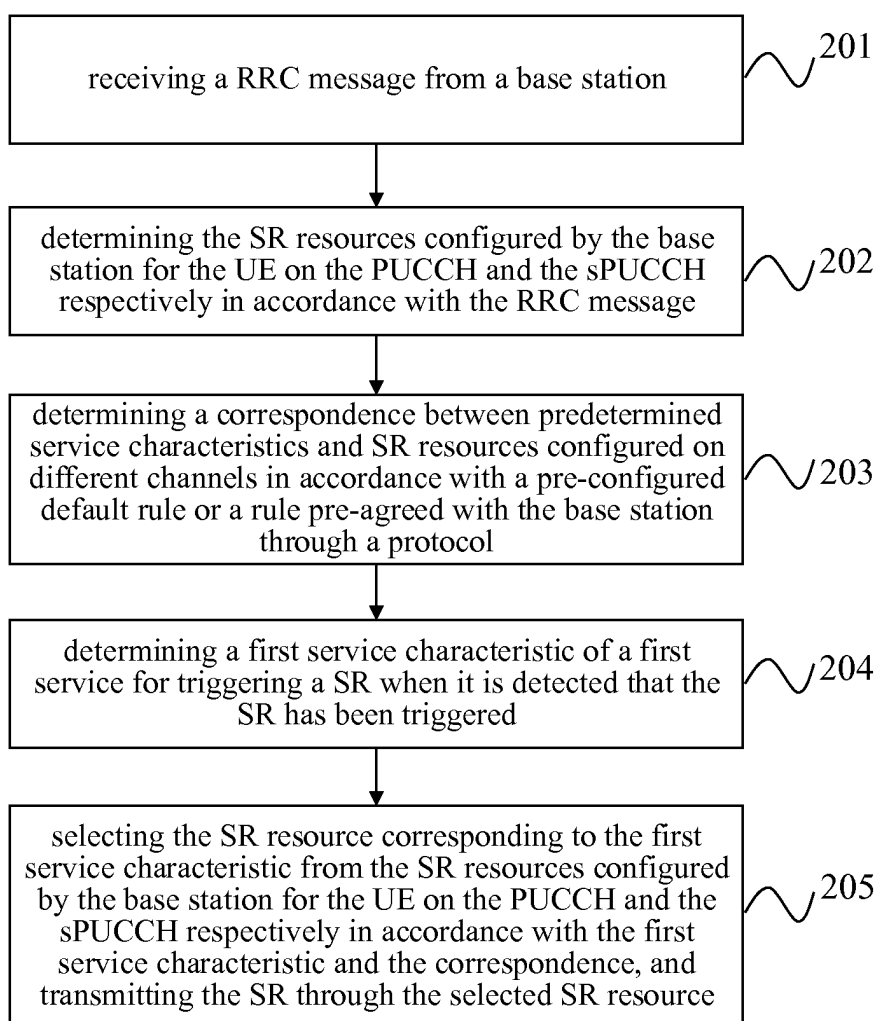 receiving a RRC message from a base station
201
determining the SR resources configured by the base
station for the UE on the PUCCH and the sPUCCH
respectively in accordance with the RRC message
202
determining a correspondence between predetermined
service characteristics and SR resources configured on
different channels in accordance with a pre-configured
default rule or a rule pre-agreed with the base station
through a protocol
203
determining a first service characteristic of a first
service for triggering a SR when it is detected that the
SR has been triggered
204
selecting the SR resource corresponding to the first
service characteristic from the SR resources configured
by the base station for the UE on the PUCCH and the
sPUCCH respectively in accordance with the first
service characteristic and the correspondence, and
transmitting the SR through the selected SR resource
205